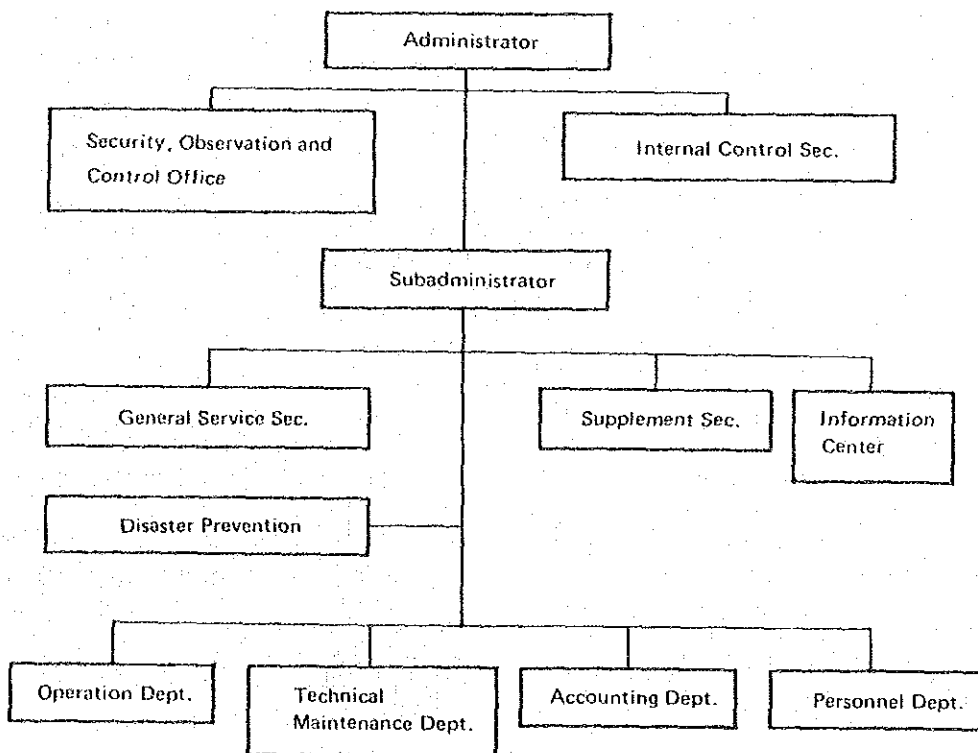 Administrator
Security, Observation and
Control Office
Internal Control Sec.
Subadministrator
General Service Sec.
Supplement Sec.
Information
Center
Disaster Prevention
Operation Dept.
Technical
Maintenance Dept.
Accounting Dept.
Personnel Dept.